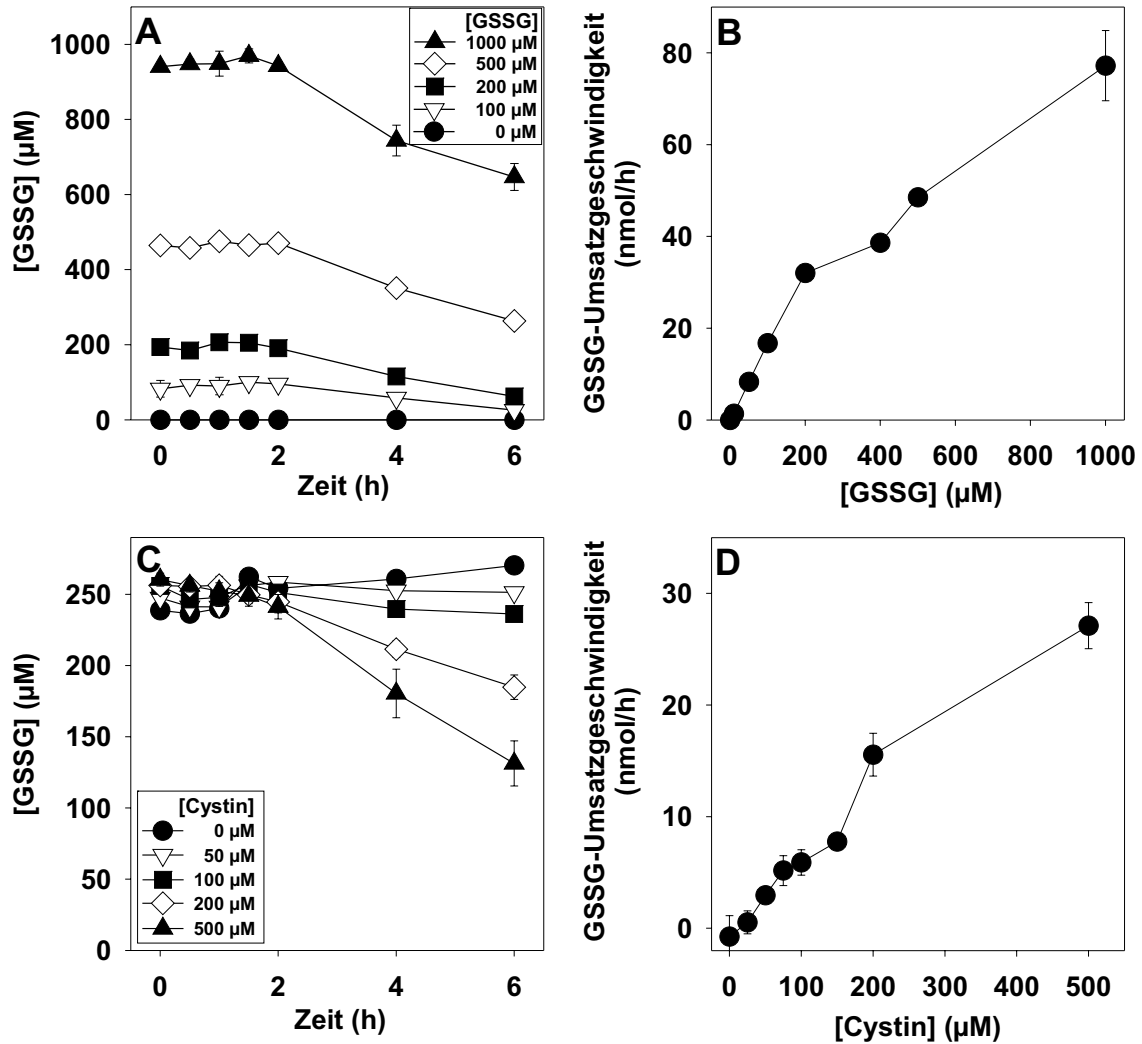 A
[GSSG]
1000 µM
500 µM
200 µM
100 µM
0 µM
1000
800
600
400
200
0
[GSSG] (µM)
0 2 4 6
Zeit (h)
B
80
60
40
20
0
GSSG-Umsatzgeschwindigkeit
(nmol/h)
0 200 400 600 800 1000
[GSSG] (µM)
C
250
200
150
100
50
0
[GSSG] (µM)
[Cystin]
0 µM
50 µM
100 µM
200 µM
500 µM
0 2 4 6
Zeit (h)
D
30
20
10
0
GSSG-Umsatzgeschwindigkeit
(nmol/h)
0 100 200 300 400 500
[Cystin] (µM)